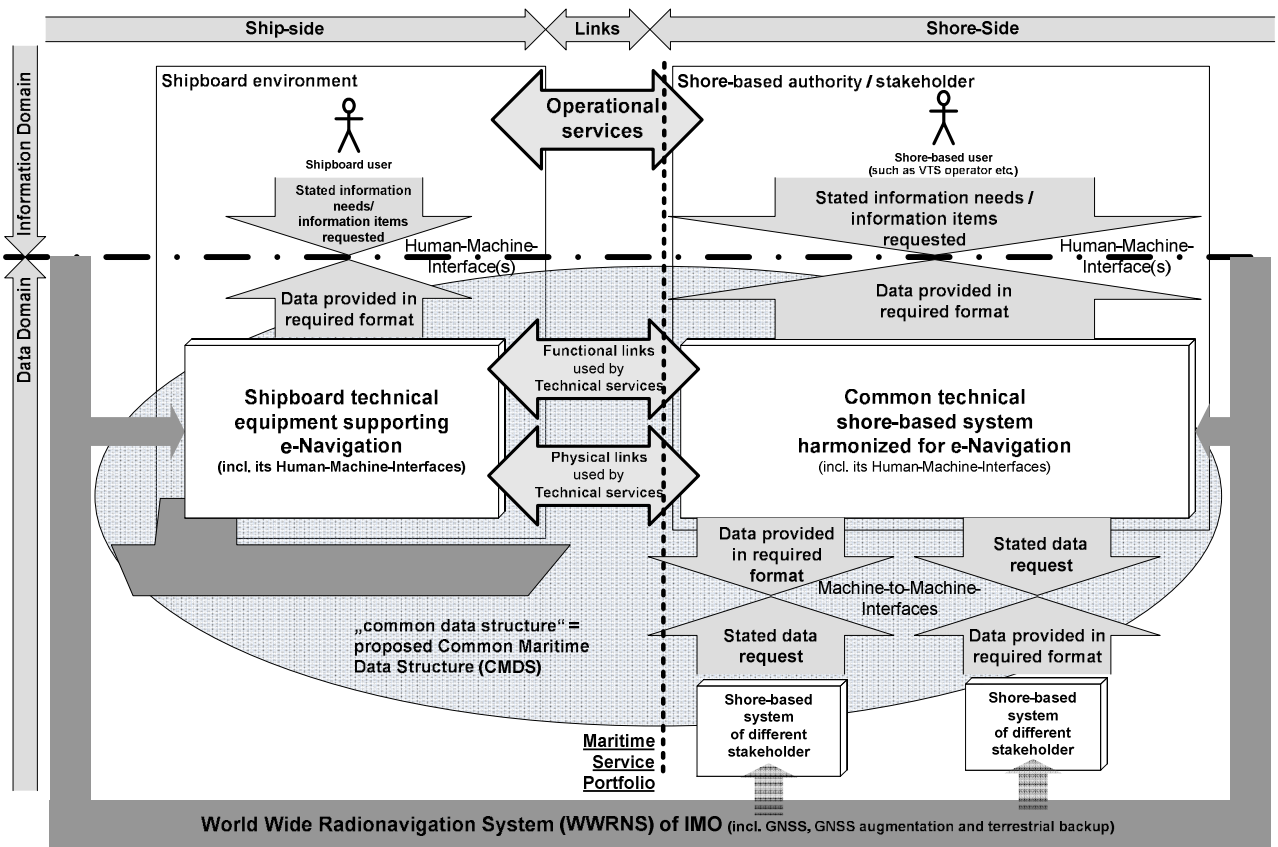 Ship-side
Links
Shore-Side
Information Domain
Data Domain
Shipboard environment
Shipboard user
Stated information
needs/
information items
requested
Human-Machine-
Interface(s)
Data provided in
required format
Operational
services
Shore-based authority / stakeholder
Shore-based user
(such as VTS operator etc.)
Stated information needs /
information items
requested
Human-Machine-
Interface(s)
Data provided in
required format
Shipboard technical
equipment supporting
e-Navigation
(incl. its Human-Machine-Interfaces)
Functional links
used by
Technical services
Physical links
used by
Technical services
Common technical
shore-based system
harmonized for e-Navigation
(incl. its Human-Machine-Interfaces)
Data provided
in required
format
Stated data
request
Machine-to-Machine-
Interfaces
Stated data
request
Data provided in
required format
„common data structure“ =
proposed Common Maritime
Data Structure (CMDS)
Shore-based
system
of different
stakeholder
Shore-based
system
of different
stakeholder
Maritime
Service
Portfolio
World Wide Radionavigation System (WWRNS) of IMO (incl. GNSS, GNSS augmentation and terrestrial backup)